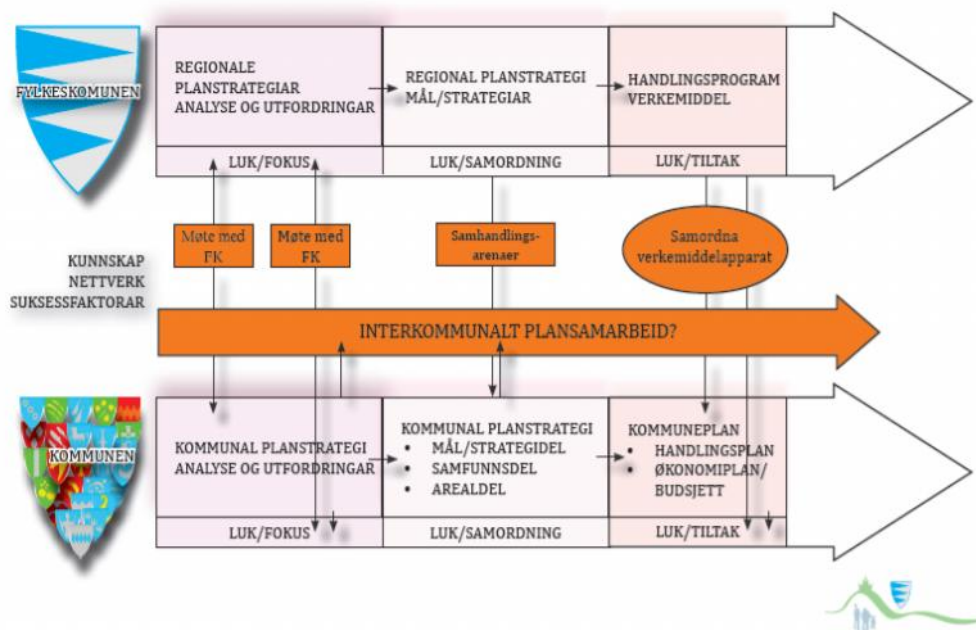 REGIONALE
PLANSTRATEGIAR
ANALYSE OG UTFORDRINGAR
REGIONAL PLANSTRATEGI
MÅL/STRATEGIAR
HANDLINGSPROGRAM
VERKEMIDDEL
FYLKESKOMUNEN
LUK/FOKUS
LUK/SAMORDNING
LUK/TILTAK
Møte med
FK
Møte med
FK
Samhandlings-
arenaer
Samordna
verkemiddelapparat
KUNNSKAP
NETTVERK
SUKSESSFAKTORAR
INTERKOMMUNALT PLANSAMARBEID?
KOMMUNEN
KOMMUNAL PLANSTRATEGI
ANALYSE OG UTFORDRINGAR
KOMMUNAL PLANSTRATEGI
• MÅL/STRATEGIDEL
• SAMFUNNSDEL
• AREALDEL
KOMMUNEPLAN
• HANDLINGSPLAN
• ØKONOMIPLAN/
BUDSJETT
LUK/FOKUS
LUK/SAMORDNING
LUK/TILTAK